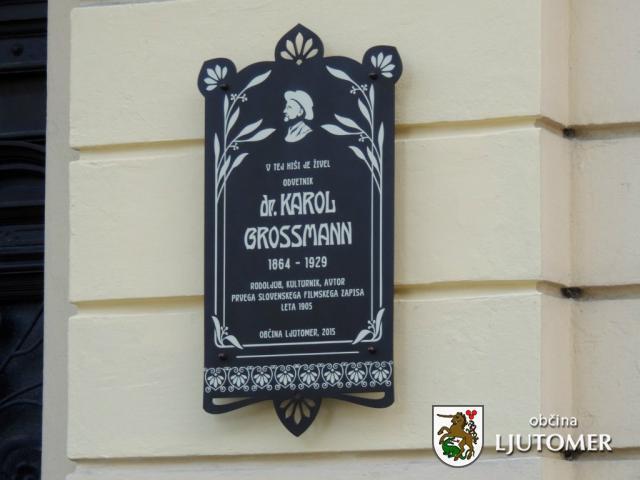 V TEJ HIŠI JE ŽIVEL
ODVETNIK
dr. KAROL
GROSSMANN
1864 - 1929
RODOLJUB, KULTURNIK, AVTOR
PRVEGA SLOVENSKEGA FILMSKEGA ZAPISA
LETA 1905
OBČINA LJUTOMER, 2015
občina
LJUTOMER